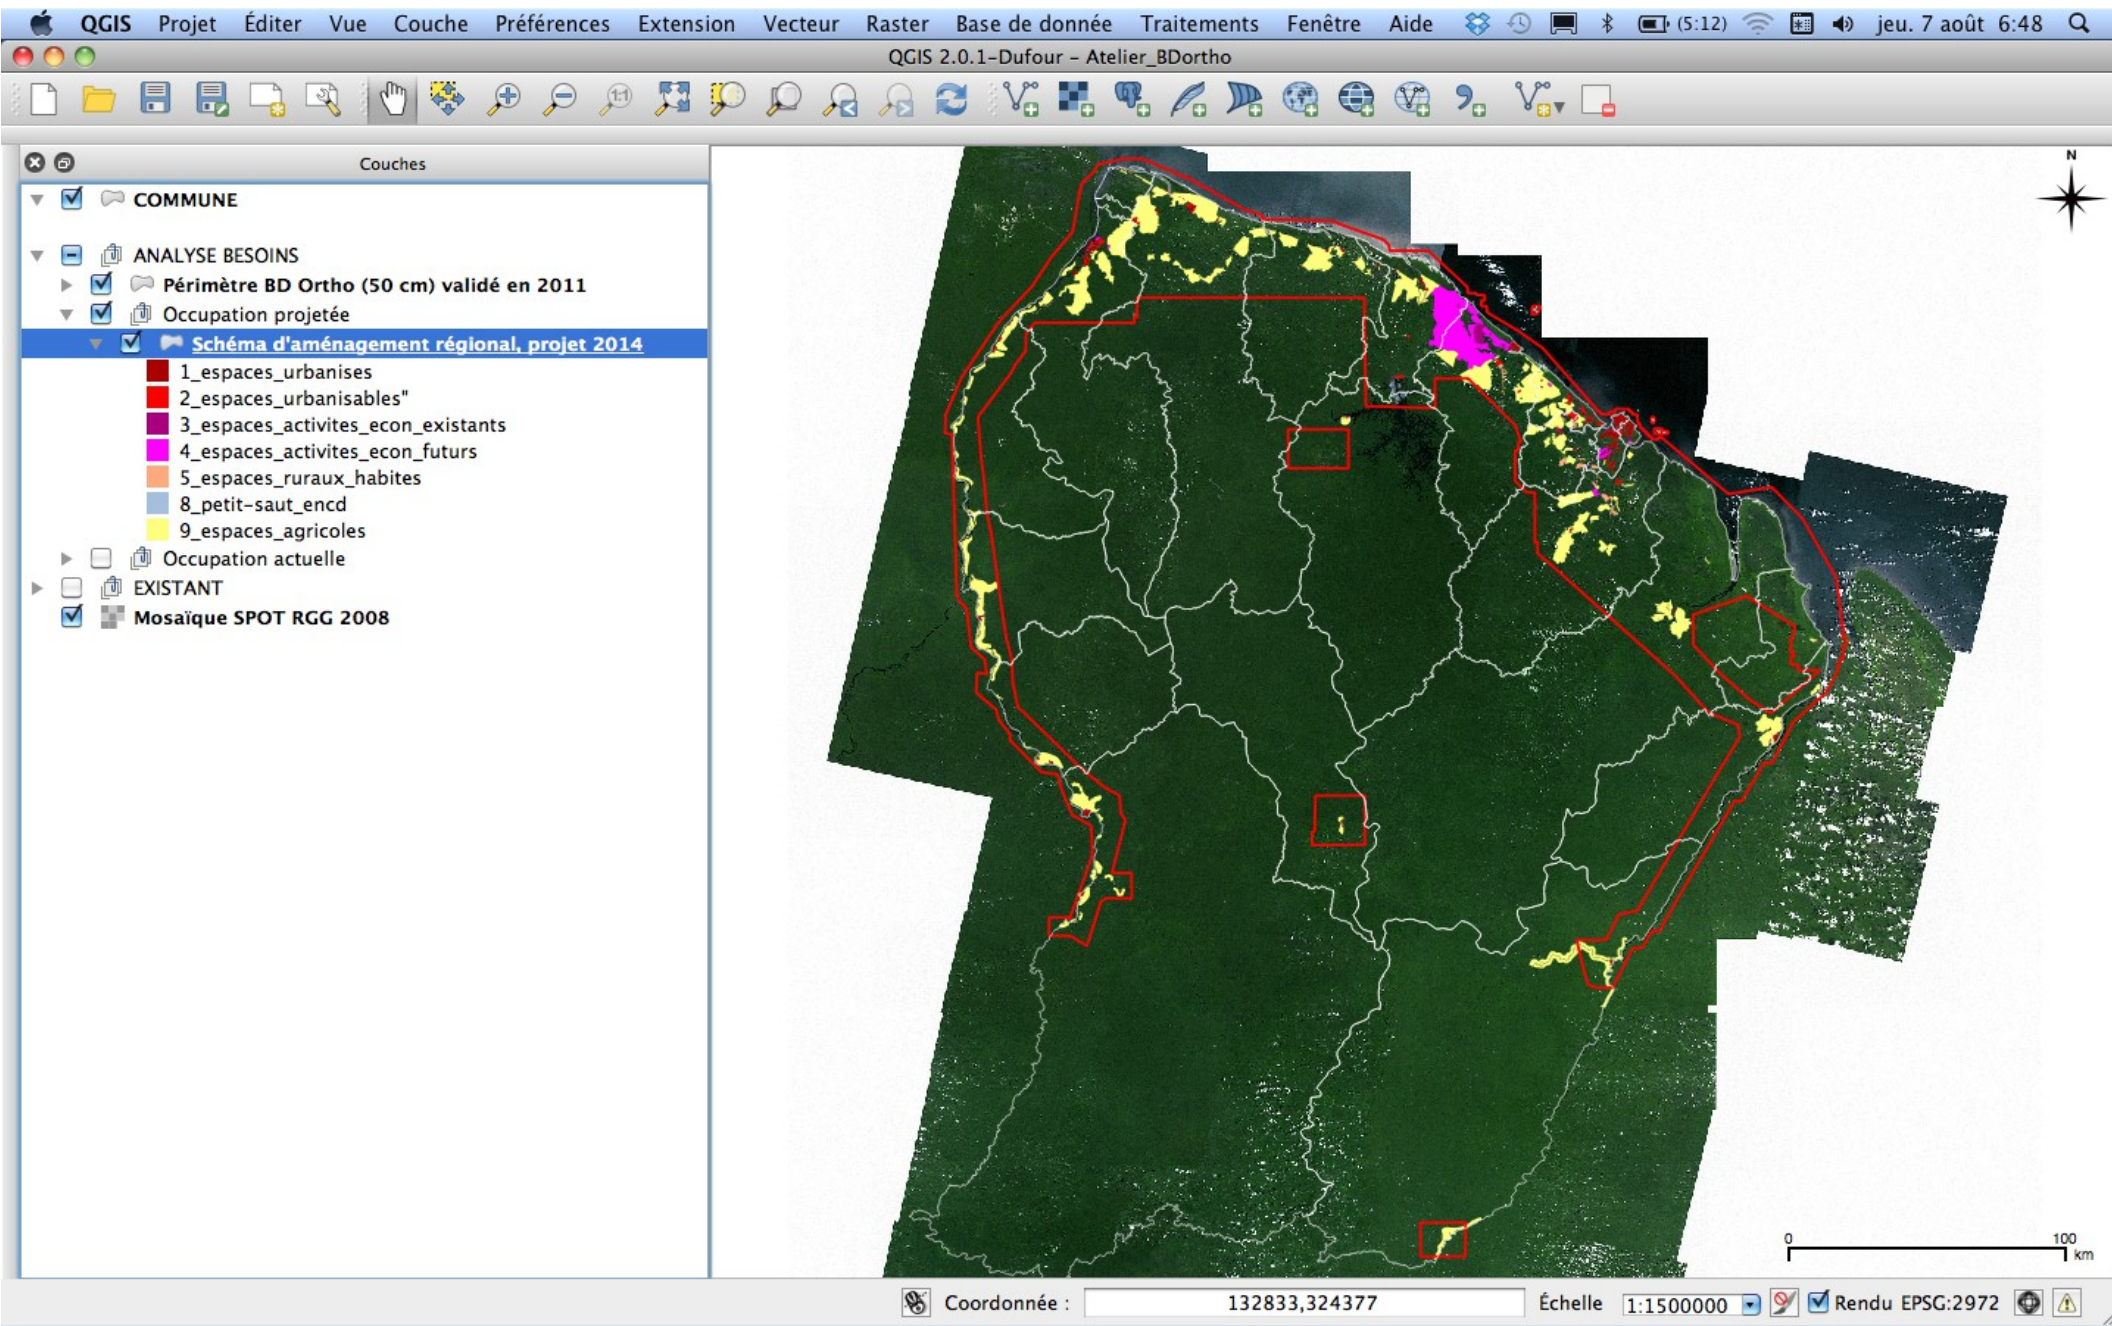 QGIS Projet Éditer Vue Couche Préférences Extension Vecteur Raster Base de donnée Traitements Fenêtre Aide (5:12) jeu. 7 août 6:48
QGIS 2.0.1-Dufour - Atelier_BDortho
1:1
Couches
COMMUNE
ANALYSE BESOINS
Périmètre BD Ortho (50 cm) validé en 2011
Occupation projetée
Schéma d'aménagement régional, projet 2014
1_espaces_urbanises
2_espaces_urbanisables"
3_espaces_activites_econ_existants
4_espaces_activites_econ_futurs
5_espaces_ruraux_habites
8_petit-saut_encd
9_espaces_agricoles
Occupation actuelle
EXISTANT
Mosaïque SPOT RGG 2008
N
0 100
km
Coordonnée : 132833,324377 Échelle 1:1500000 Rendu EPSG:2972